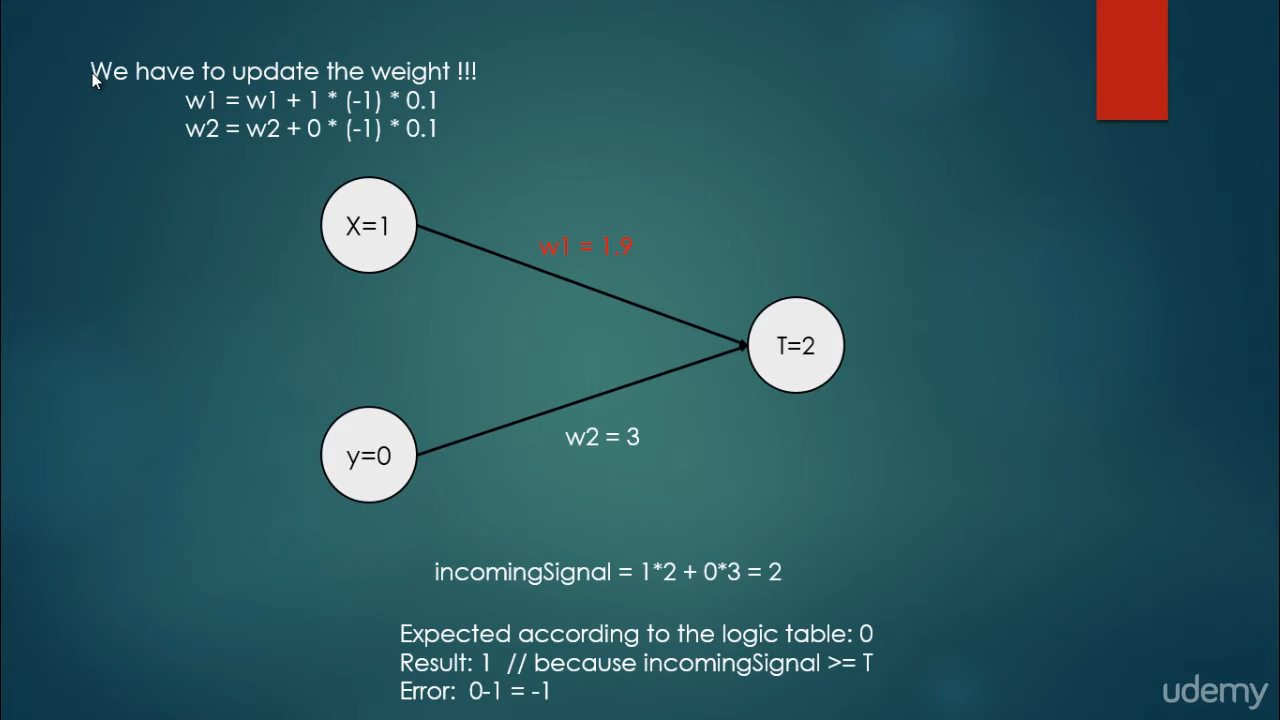 We have to update the weight !!!
w1 = w1 + 1 * (-1) * 0.1
w2 = w2 + 0 * (-1) * 0.1
X=1
w1 = 1.9
T=2
y=0
w2 = 3
incomingSignal = 1*2 + 0*3 = 2
Expected according to the logic table: 0
Result: 1 // because incomingSignal >= T
Error: 0-1 = -1
udemy